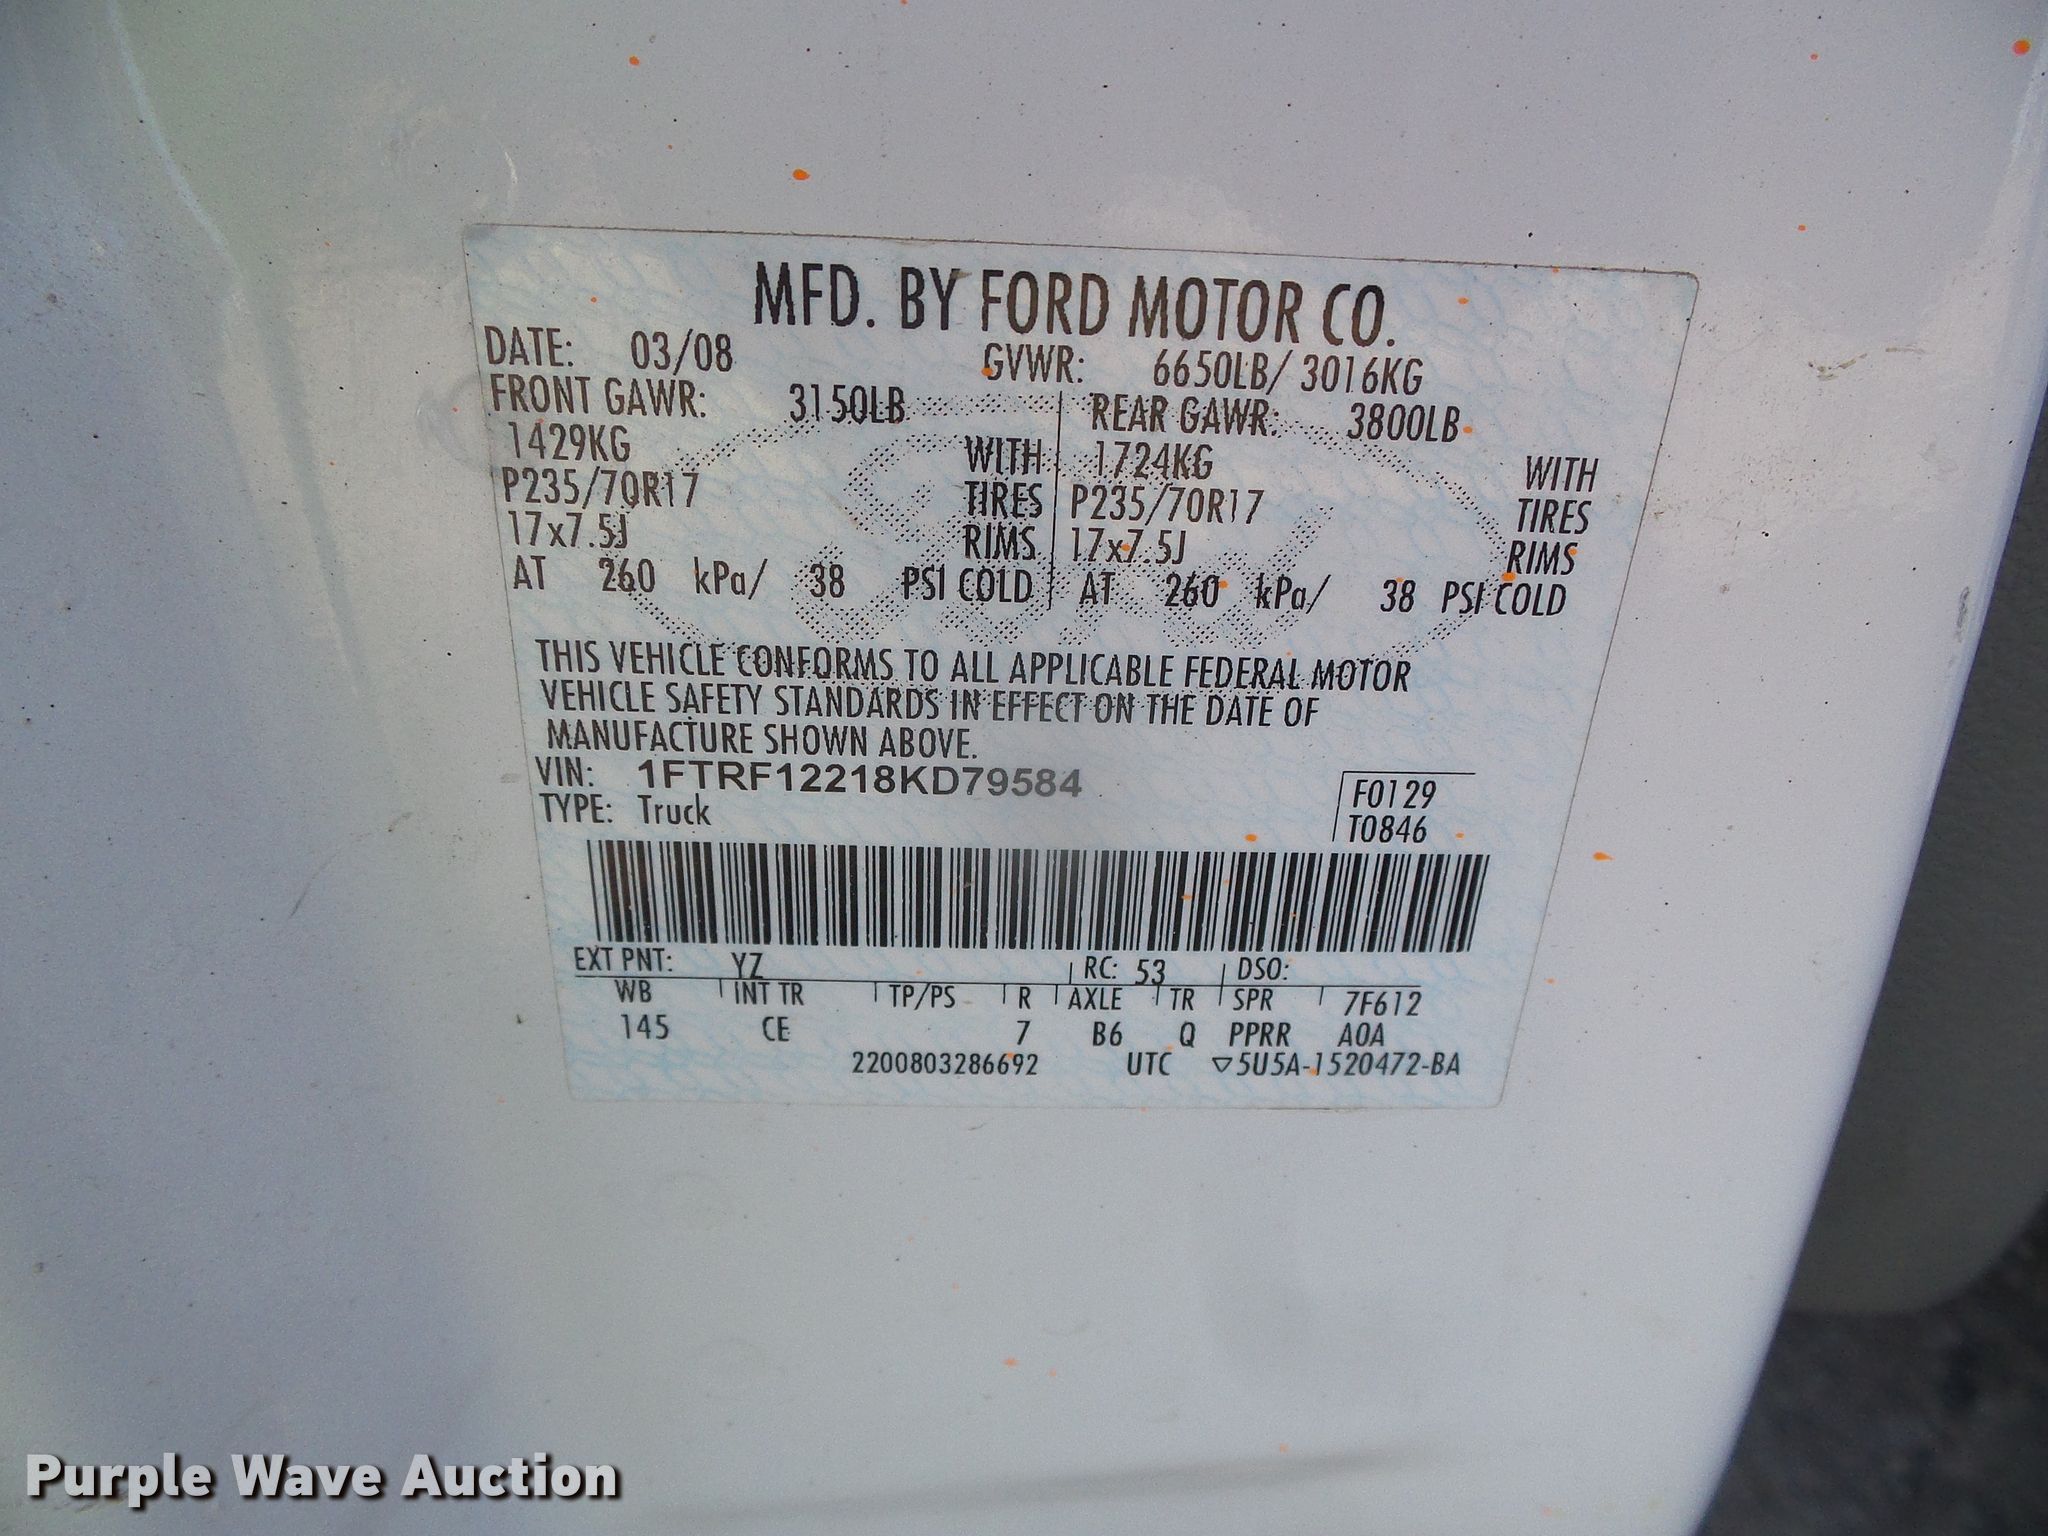 MFD. BY FORD MOTOR CO.
DATE: 03/08 GVWR: 6650LB/ 3016KG
FRONT GAWR: 3150LB REAR GAWR: 3800LB
1429KG WITH 1724KG WITH
P235/70R17 TIRES P235/70R17 TIRES
17x7.5J RIMS 17x7.5J RIMS
AT 260 kPa/ 38 PSI COLD AT 260 kPa/ 38 PSI COLD
THIS VEHICLE CONFORMS TO ALL APPLICABLE FEDERAL MOTOR
VEHICLE SAFETY STANDARDS IN EFFECT ON THE DATE OF
MANUFACTURE SHOWN ABOVE.
VIN: 1FTRF12218KD79584 F0129
TYPE: Truck T0846
EXT PNT: YZ RC: 53 DSO:
WB INT TR TP/PS R AXLE TR SPR 7F612
145 CE 7 B6 Q PPRR A0A
2200803286692 UTC ▽5U5A-1520472-BA
Purple Wave Auction